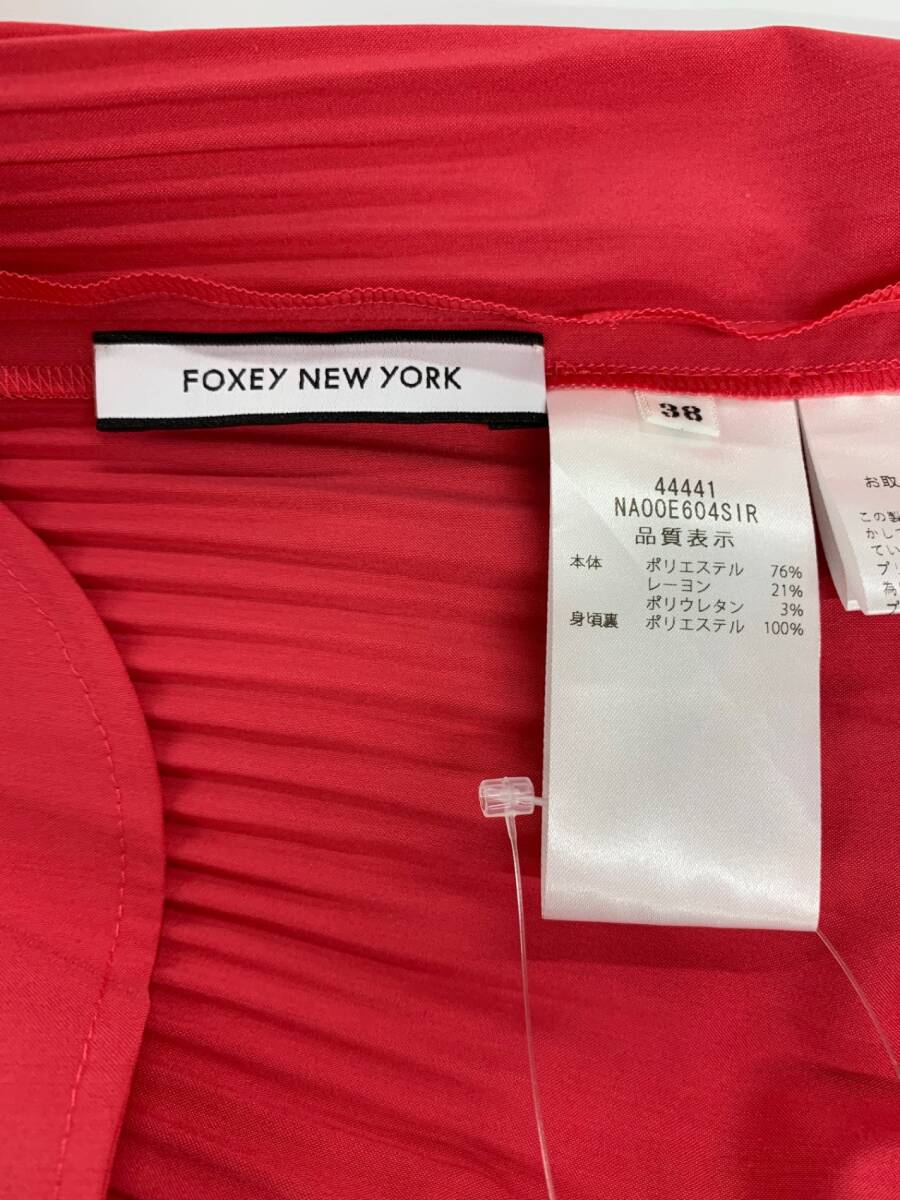 FOXEY NEW YORK
38
44441
NA00E604SIR
品質表示
本体 ポリエステル 76%
レーヨン 21%
ポリウレタン 3%
身頃裏 ポリエステル 100%
お取
この製
かして
てい
プリ
為
プ